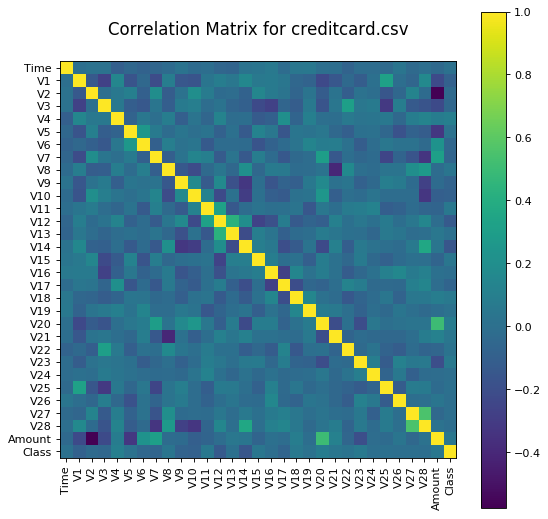 Correlation Matrix for creditcard.csv
Time
V1
V2
V3
V4
V5
V6
V7
V8
V9
V10
V11
V12
V13
V14
V15
V16
V17
V18
V19
V20
V21
V22
V23
V24
V25
V26
V27
V28
Amount
Class
Time V1 V2 V3 V4 V5 V6 V7 V8 V9 V10 V11 V12 V13 V14 V15 V16 V17 V18 V19 V20 V21 V22 V23 V24 V25 V26 V27 V28 Amount Class
1.0
0.8
0.6
0.4
0.2
0.0
−0.2
−0.4